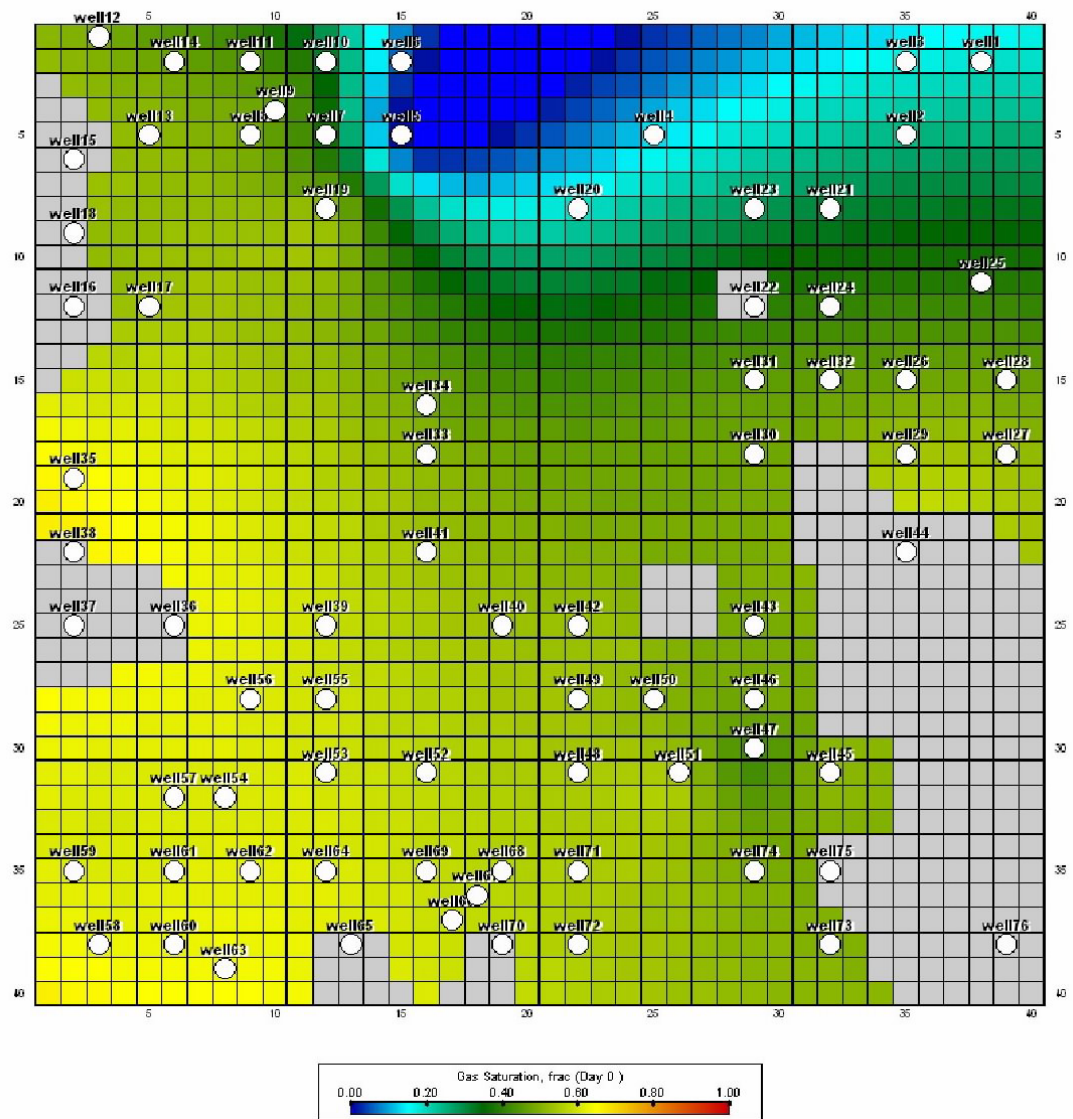 5 10 15 20 25 30 35 40
well12
well14 well11 well10 well6 well3 well1
well9
5 well13 well8 well7 well5 well4 well2 5
well15
well19 well20 well23 well21
well18
10 10
well25
well16 well17 well22 well24
15 well31 well32 well26 well28 15
well34
well33 well30 well29 well27
well35
20 20
well38 well41 well44
25 well37 well36 well39 well40 well42 well43 25
well56 well55 well49 well50 well46
30 well47 30
well53 well52 well48 well51 well45
well57 well54
35 well59 well61 well62 well64 well69 well68 well71 well74 well75 35
well58 well60 well65 well70 well72 well73 well76
well63
40 40
5 10 15 20 25 30 35 40
Gas Saturation, frac (Day 0 )
0.00 0.20 0.40 0.60 0.80 1.00